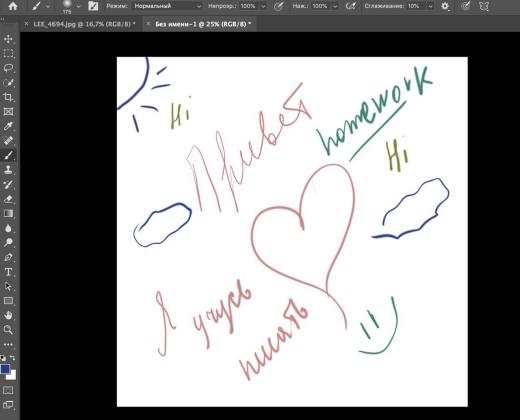 LEE_4694.jpg @ 16,7% (RGB/8) *
Без имени-1 @ 25% (RGB/8) *
Режим: Нормальный
Непрозр.: 100%
Наж.: 100%
Сглаживание: 10%
175
Hi
Привет
homework
Hi
Я учусь
писать